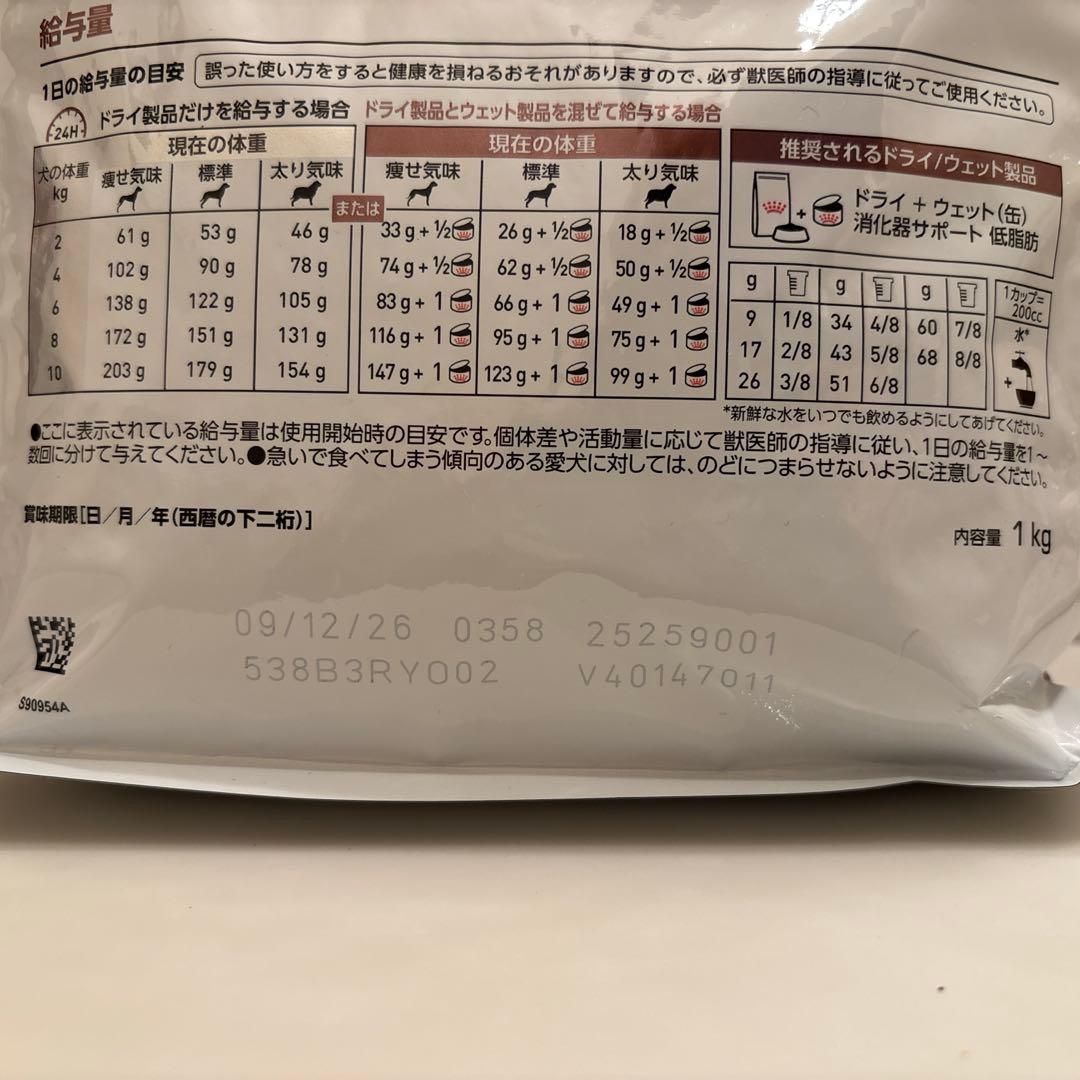 給与量
1日の給与量の目安 誤った使い方をすると健康を損ねるおそれがありますので、必ず獣医師の指導に従ってご使用ください。
24H ドライ製品だけを給与する場合 ドライ製品とウェット製品を混ぜて給与する場合
犬の体重 kg 現在の体重 現在の体重
痩せ気味 標準 太り気味 または 痩せ気味 標準 太り気味
2 61 g 53 g 46 g 33 g + ½ 26 g + ½ 18 g + ½
4 102 g 90 g 78 g 74 g + ½ 62 g + ½ 50 g + ½
6 138 g 122 g 105 g 83 g + 1 66 g + 1 49 g + 1
8 172 g 151 g 131 g 116 g + 1 95 g + 1 75 g + 1
10 203 g 179 g 154 g 147 g + 1 123 g + 1 99 g + 1
推奨されるドライ/ウェット製品
+ ドライ + ウェット(缶)
消化器サポート 低脂肪
g g g 1カップ=
200cc
9 1/8 34 4/8 60 7/8 水*
17 2/8 43 5/8 68 8/8
26 3/8 51 6/8 +
*新鮮な水をいつでも飲めるようにしてあげてください。
●ここに表示されている給与量は使用開始時の目安です。個体差や活動量に応じて獣医師の指導に従い、1日の給与量を1〜
数回に分けて与えてください。●急いで食べてしまう傾向のある愛犬に対しては、のどにつまらせないように注意してください。
賞味期限[日/月/年(西暦の下二桁)]
内容量 1 kg
09/12/26 0358 25259001
538B3RY002 V40147011
S90954A